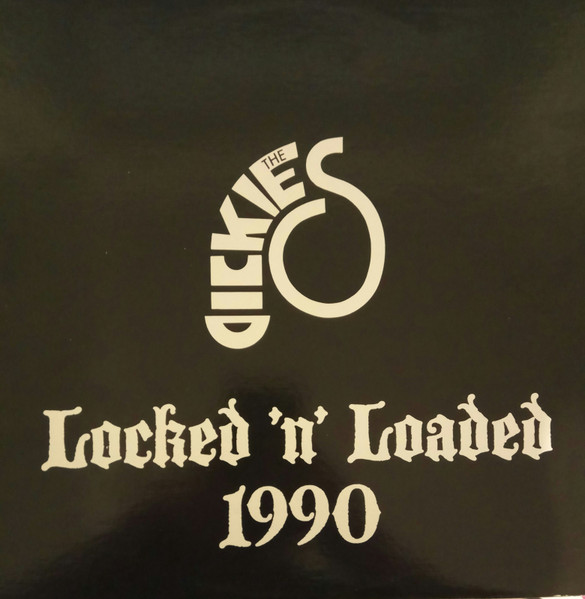 THE
DICKIES
Locked 'n' Loaded
1990